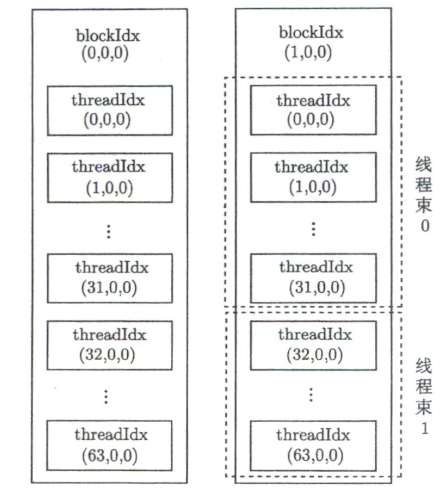 blockIdx
(0,0,0)
threadIdx
(0,0,0)
threadIdx
(1,0,0)
⋮
threadIdx
(31,0,0)
threadIdx
(32,0,0)
⋮
threadIdx
(63,0,0)
blockIdx
(1,0,0)
threadIdx
(0,0,0)
threadIdx
(1,0,0)
⋮
threadIdx
(31,0,0)
threadIdx
(32,0,0)
⋮
threadIdx
(63,0,0)
线程束0
线程束1